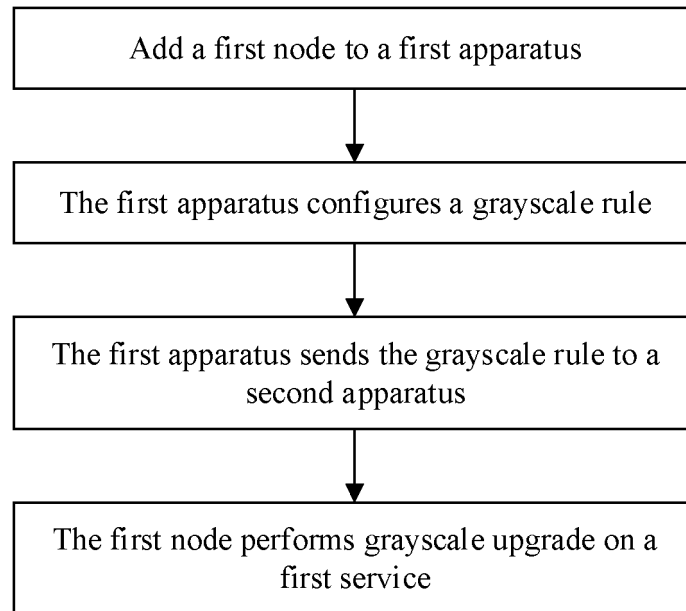 Add a first node to a first apparatus
The first apparatus configures a grayscale rule
The first apparatus sends the grayscale rule to a
second apparatus
The first node performs grayscale upgrade on a
first service